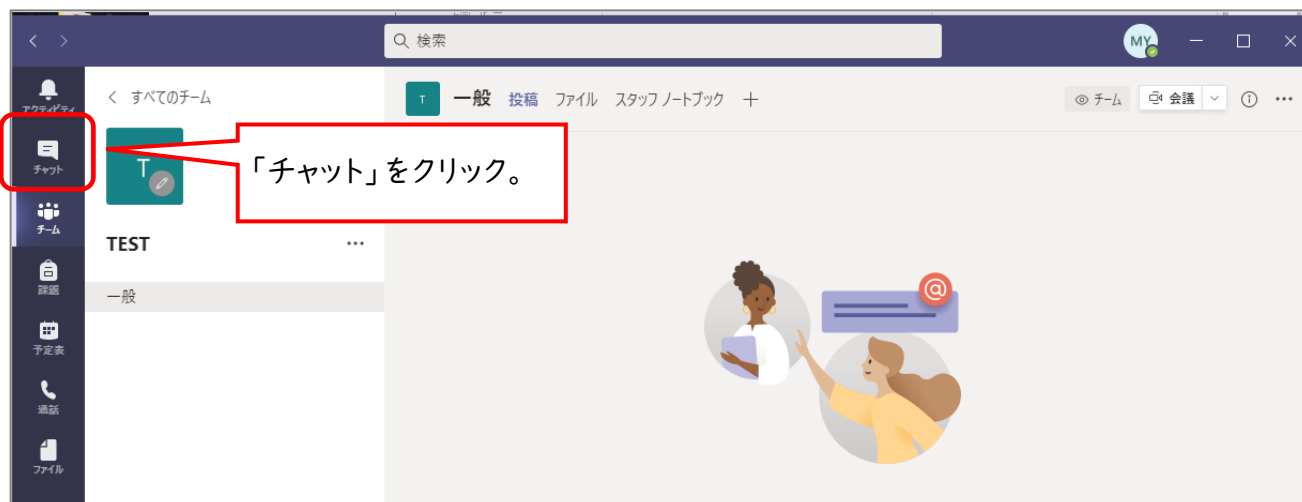 検索
MY
アクティビティ
チャット
チーム
課題
予定表
通話
ファイル
すべてのチーム
T
TEST
一般
「チャット」をクリック。
T 一般 投稿 ファイル スタッフ ノートブック
チーム 会議
@